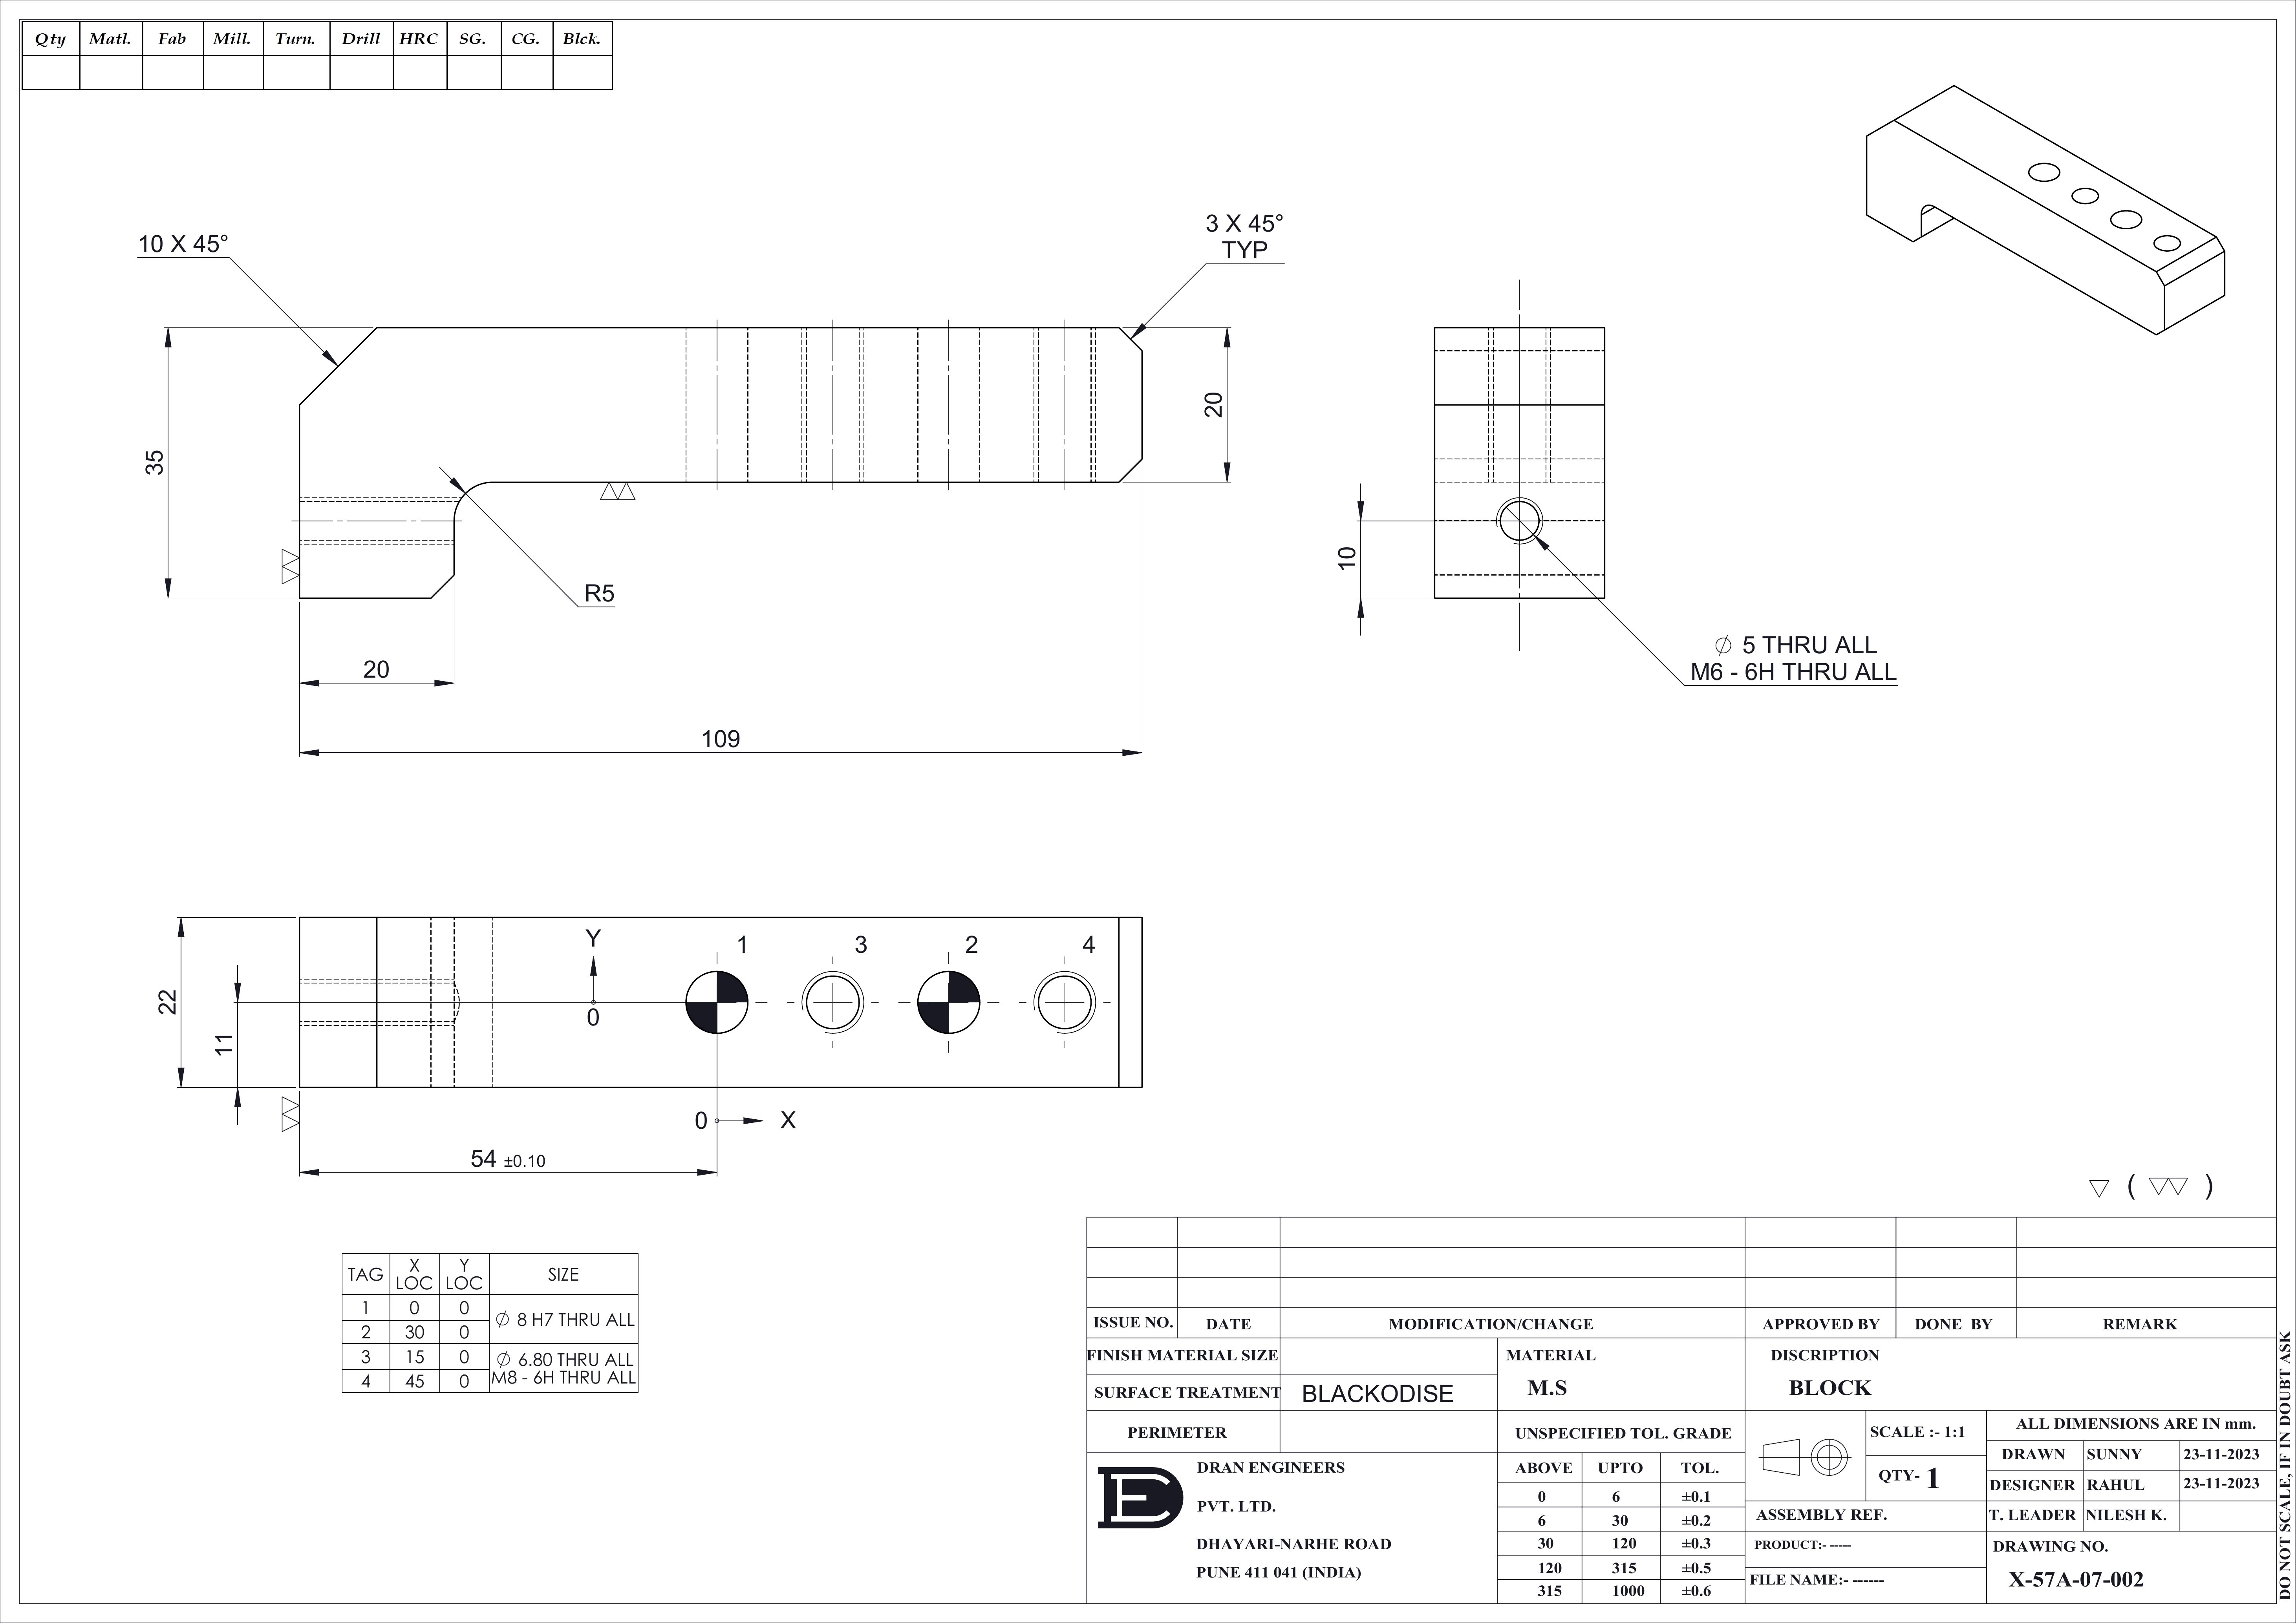 Qty Matl. Fab Mill. Turn. Drill HRC SG. CG. Blck.
10 X 45°
3 X 45°
TYP
35
20
R5
20
109
10
⌀ 5 THRU ALL
M6 - 6H THRU ALL
22
11
Y
0
1 3 2 4
0 X
54 ±0.10
( )
TAG X LOC Y LOC SIZE
1 0 0 ⌀ 8 H7 THRU ALL
2 30 0
3 15 0 ⌀ 6.80 THRU ALL
4 45 0 M8 - 6H THRU ALL
ISSUE NO. DATE MODIFICATION/CHANGE APPROVED BY DONE BY REMARK
FINISH MATERIAL SIZE
SURFACE TREATMENT BLACKODISE
PERIMETER
MATERIAL
M.S
DISCRIPTION
BLOCK
UNSPECIFIED TOL. GRADE
ABOVE UPTO TOL.
0 6 ±0.1
6 30 ±0.2
30 120 ±0.3
120 315 ±0.5
315 1000 ±0.6
DE
DRAN ENGINEERS
PVT. LTD.
DHAYARI-NARHE ROAD
PUNE 411 041 (INDIA)
SCALE :- 1:1
QTY- 1
ALL DIMENSIONS ARE IN mm.
DRAWN SUNNY 23-11-2023
DESIGNER RAHUL 23-11-2023
T. LEADER NILESH K.
ASSEMBLY REF.
PRODUCT:- -----
FILE NAME:- ------
DRAWING NO.
X-57A-07-002
DO NOT SCALE, IF IN DOUBT ASK